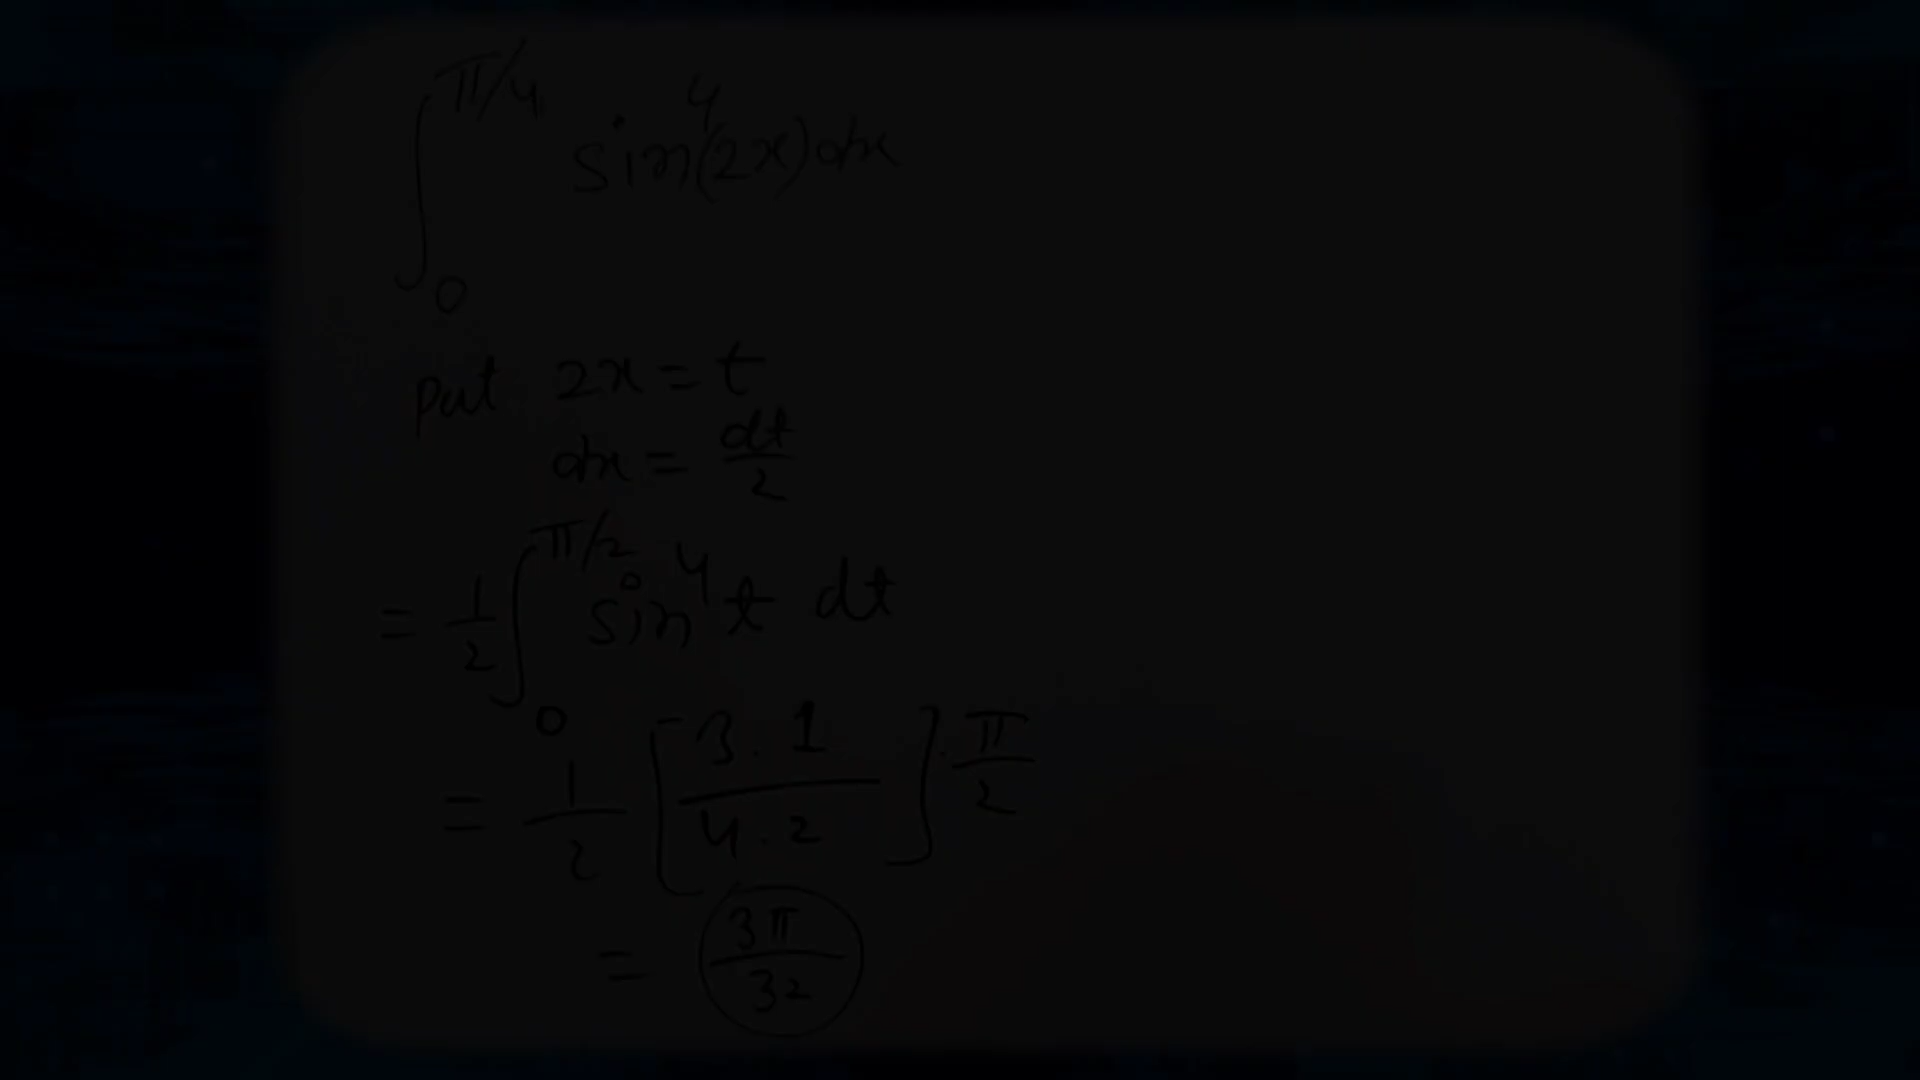 ∫₀^{π/4} sin⁴(2x) dx
put 2x = t
dx = dt/2
= 1/2 ∫₀^{π/2} sin⁴ t dt
= 1/2 [3·1 / 4·2] · π/2
= 3π/32